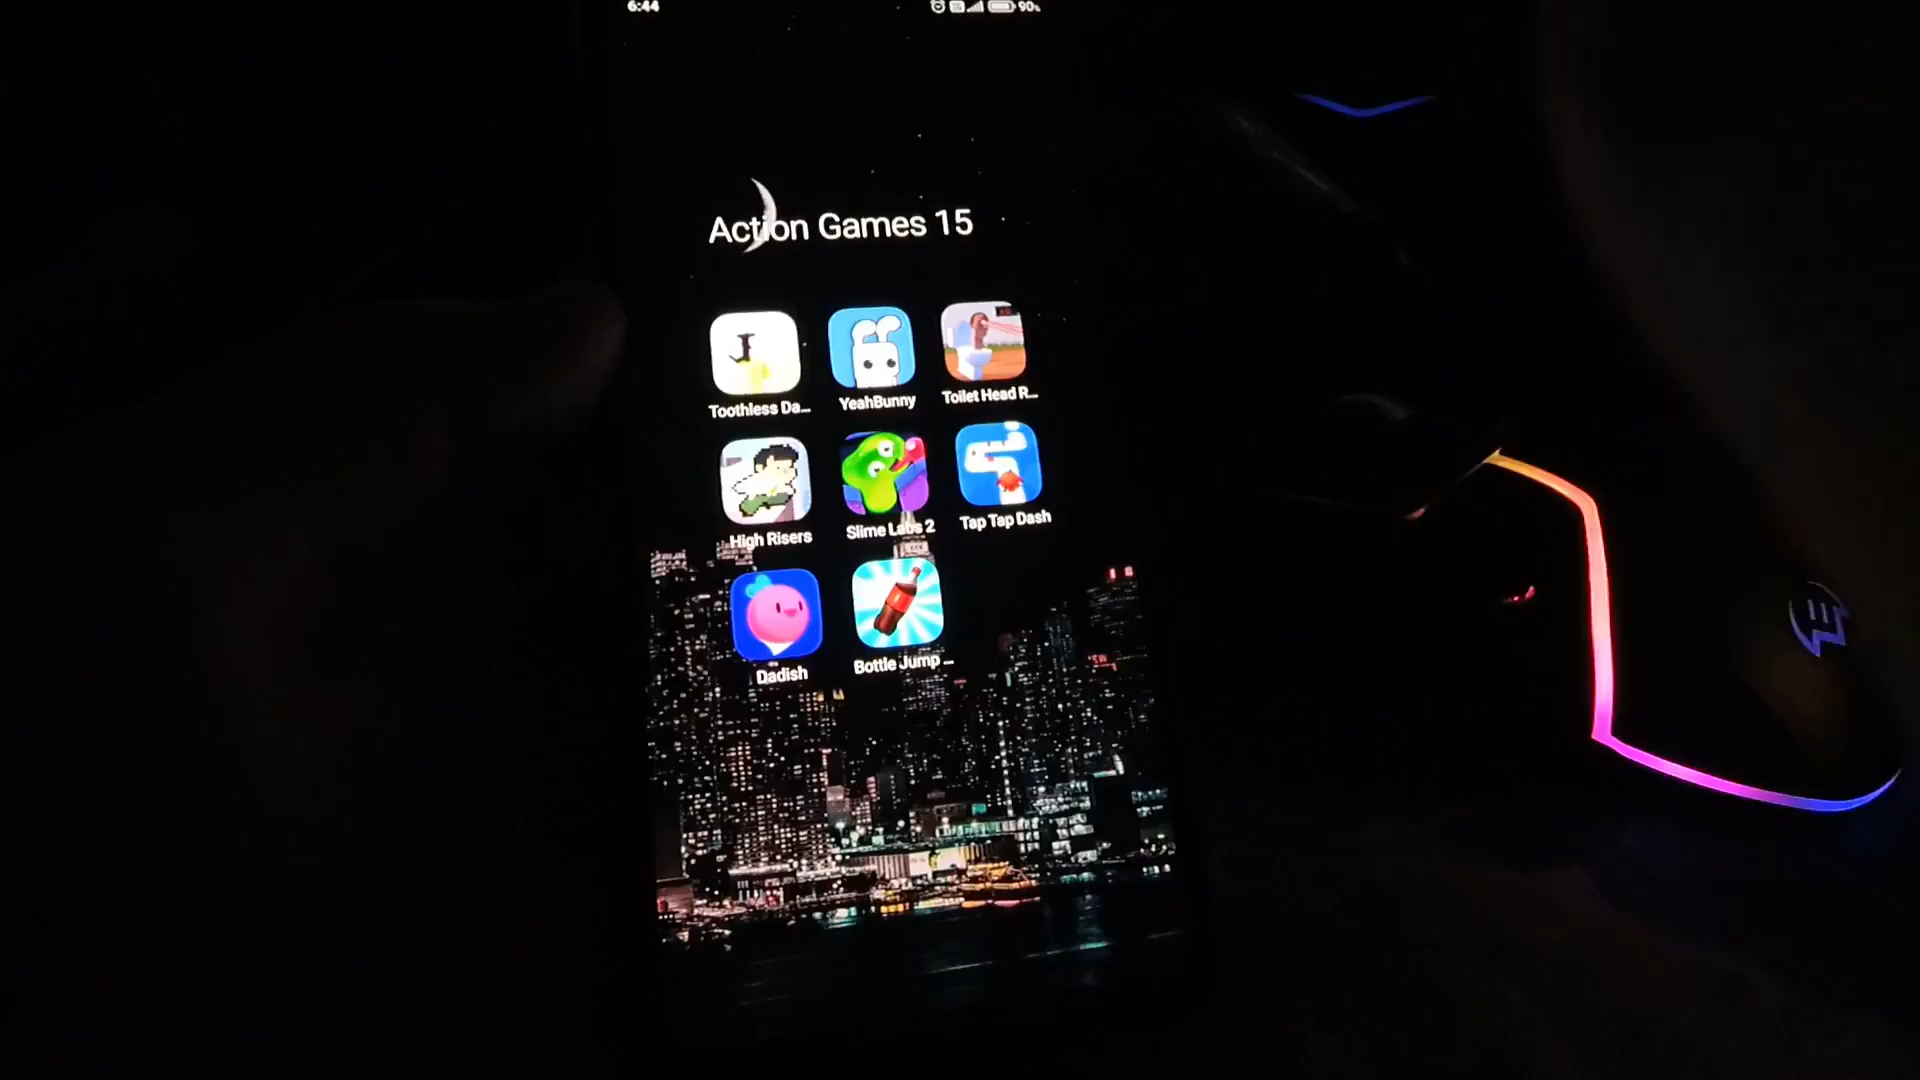 6:44
90%
Action Games 15
Toothless Da...
YeahBunny
Toilet Head R...
High Risers
Slime Labs 2
Tap Tap Dash
Dadish
Bottle Jump ...